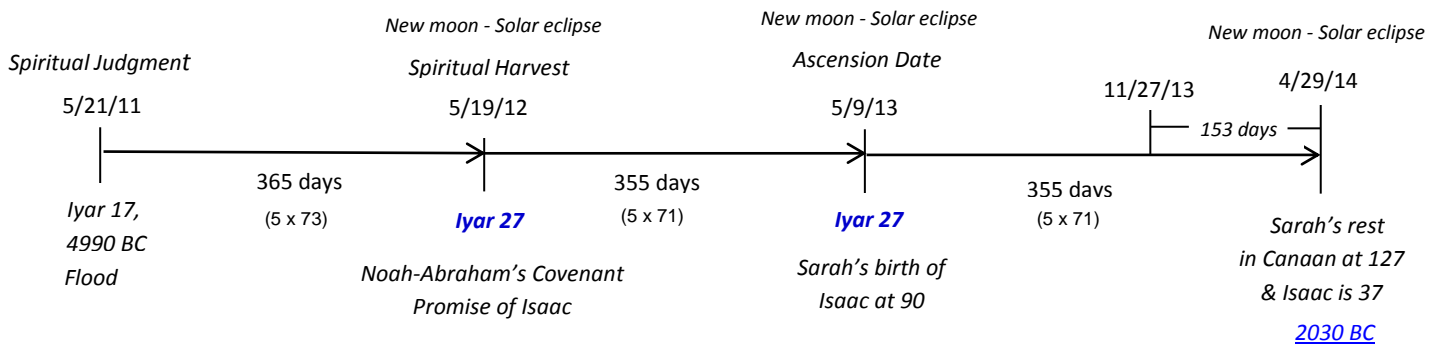 New moon - Solar eclipse
New moon - Solar eclipse
New moon - Solar eclipse
Spiritual Judgment
Spiritual Harvest
Ascension Date
5/21/11
5/19/12
5/9/13
11/27/13
4/29/14
153 days
365 days
(5 x 73)
355 days
(5 x 71)
355 days
(5 x 71)
Iyar 17,
4990 BC
Flood
Iyar 27
Noah-Abraham's Covenant
Promise of Isaac
Iyar 27
Sarah's birth of
Isaac at 90
Sarah's rest
in Canaan at 127
& Isaac is 37
2030 BC